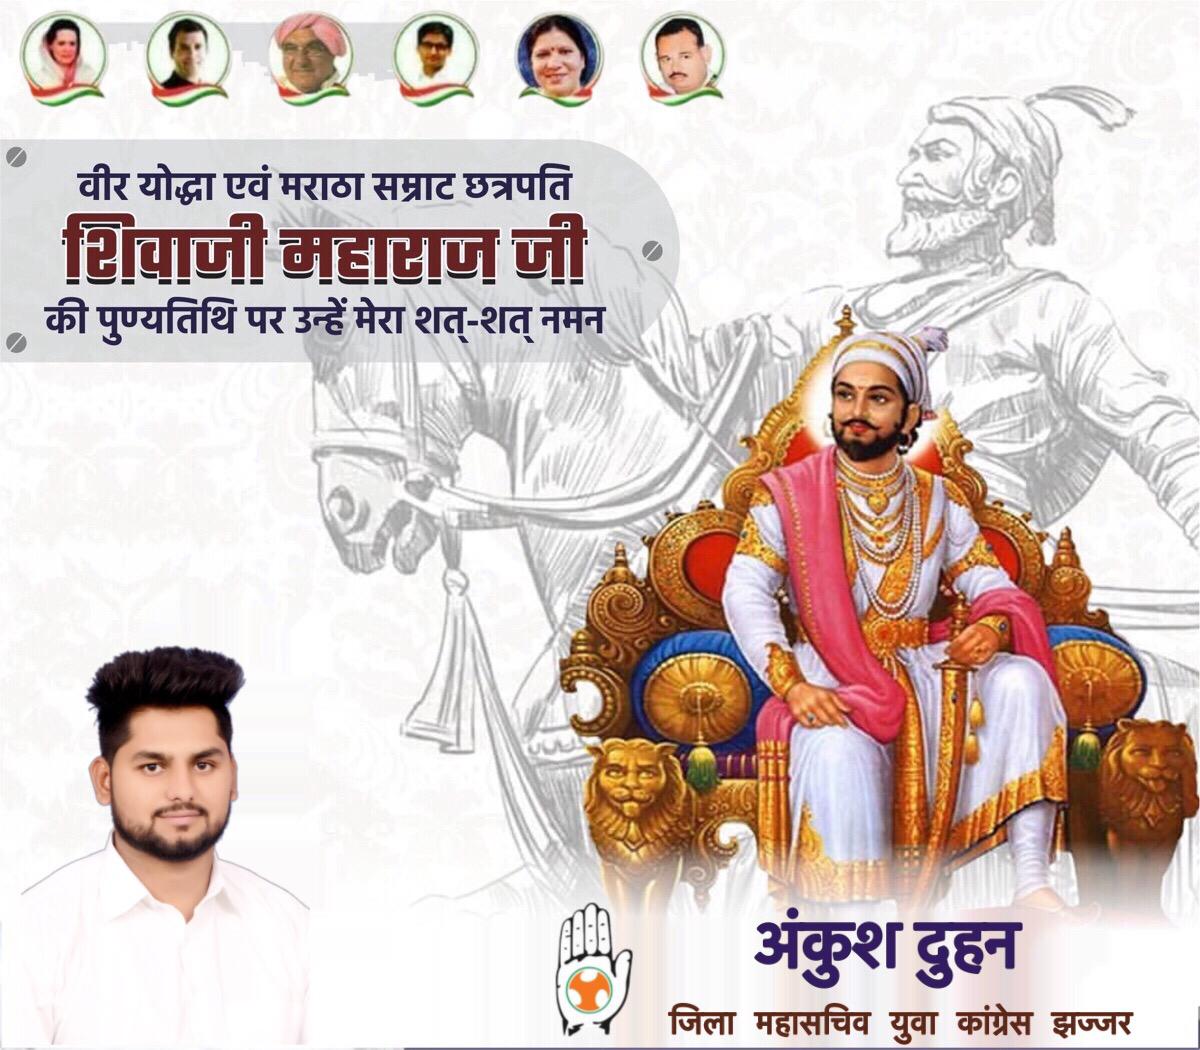 वीर योद्धा एवं मराठा सम्राट छत्रपति
शिवाजी महाराज जी
की पुण्यतिथि पर उन्हें मेरा शत्-शत् नमन
अंकुश दुहन
जिला महासचिव युवा कांग्रेस झज्जर